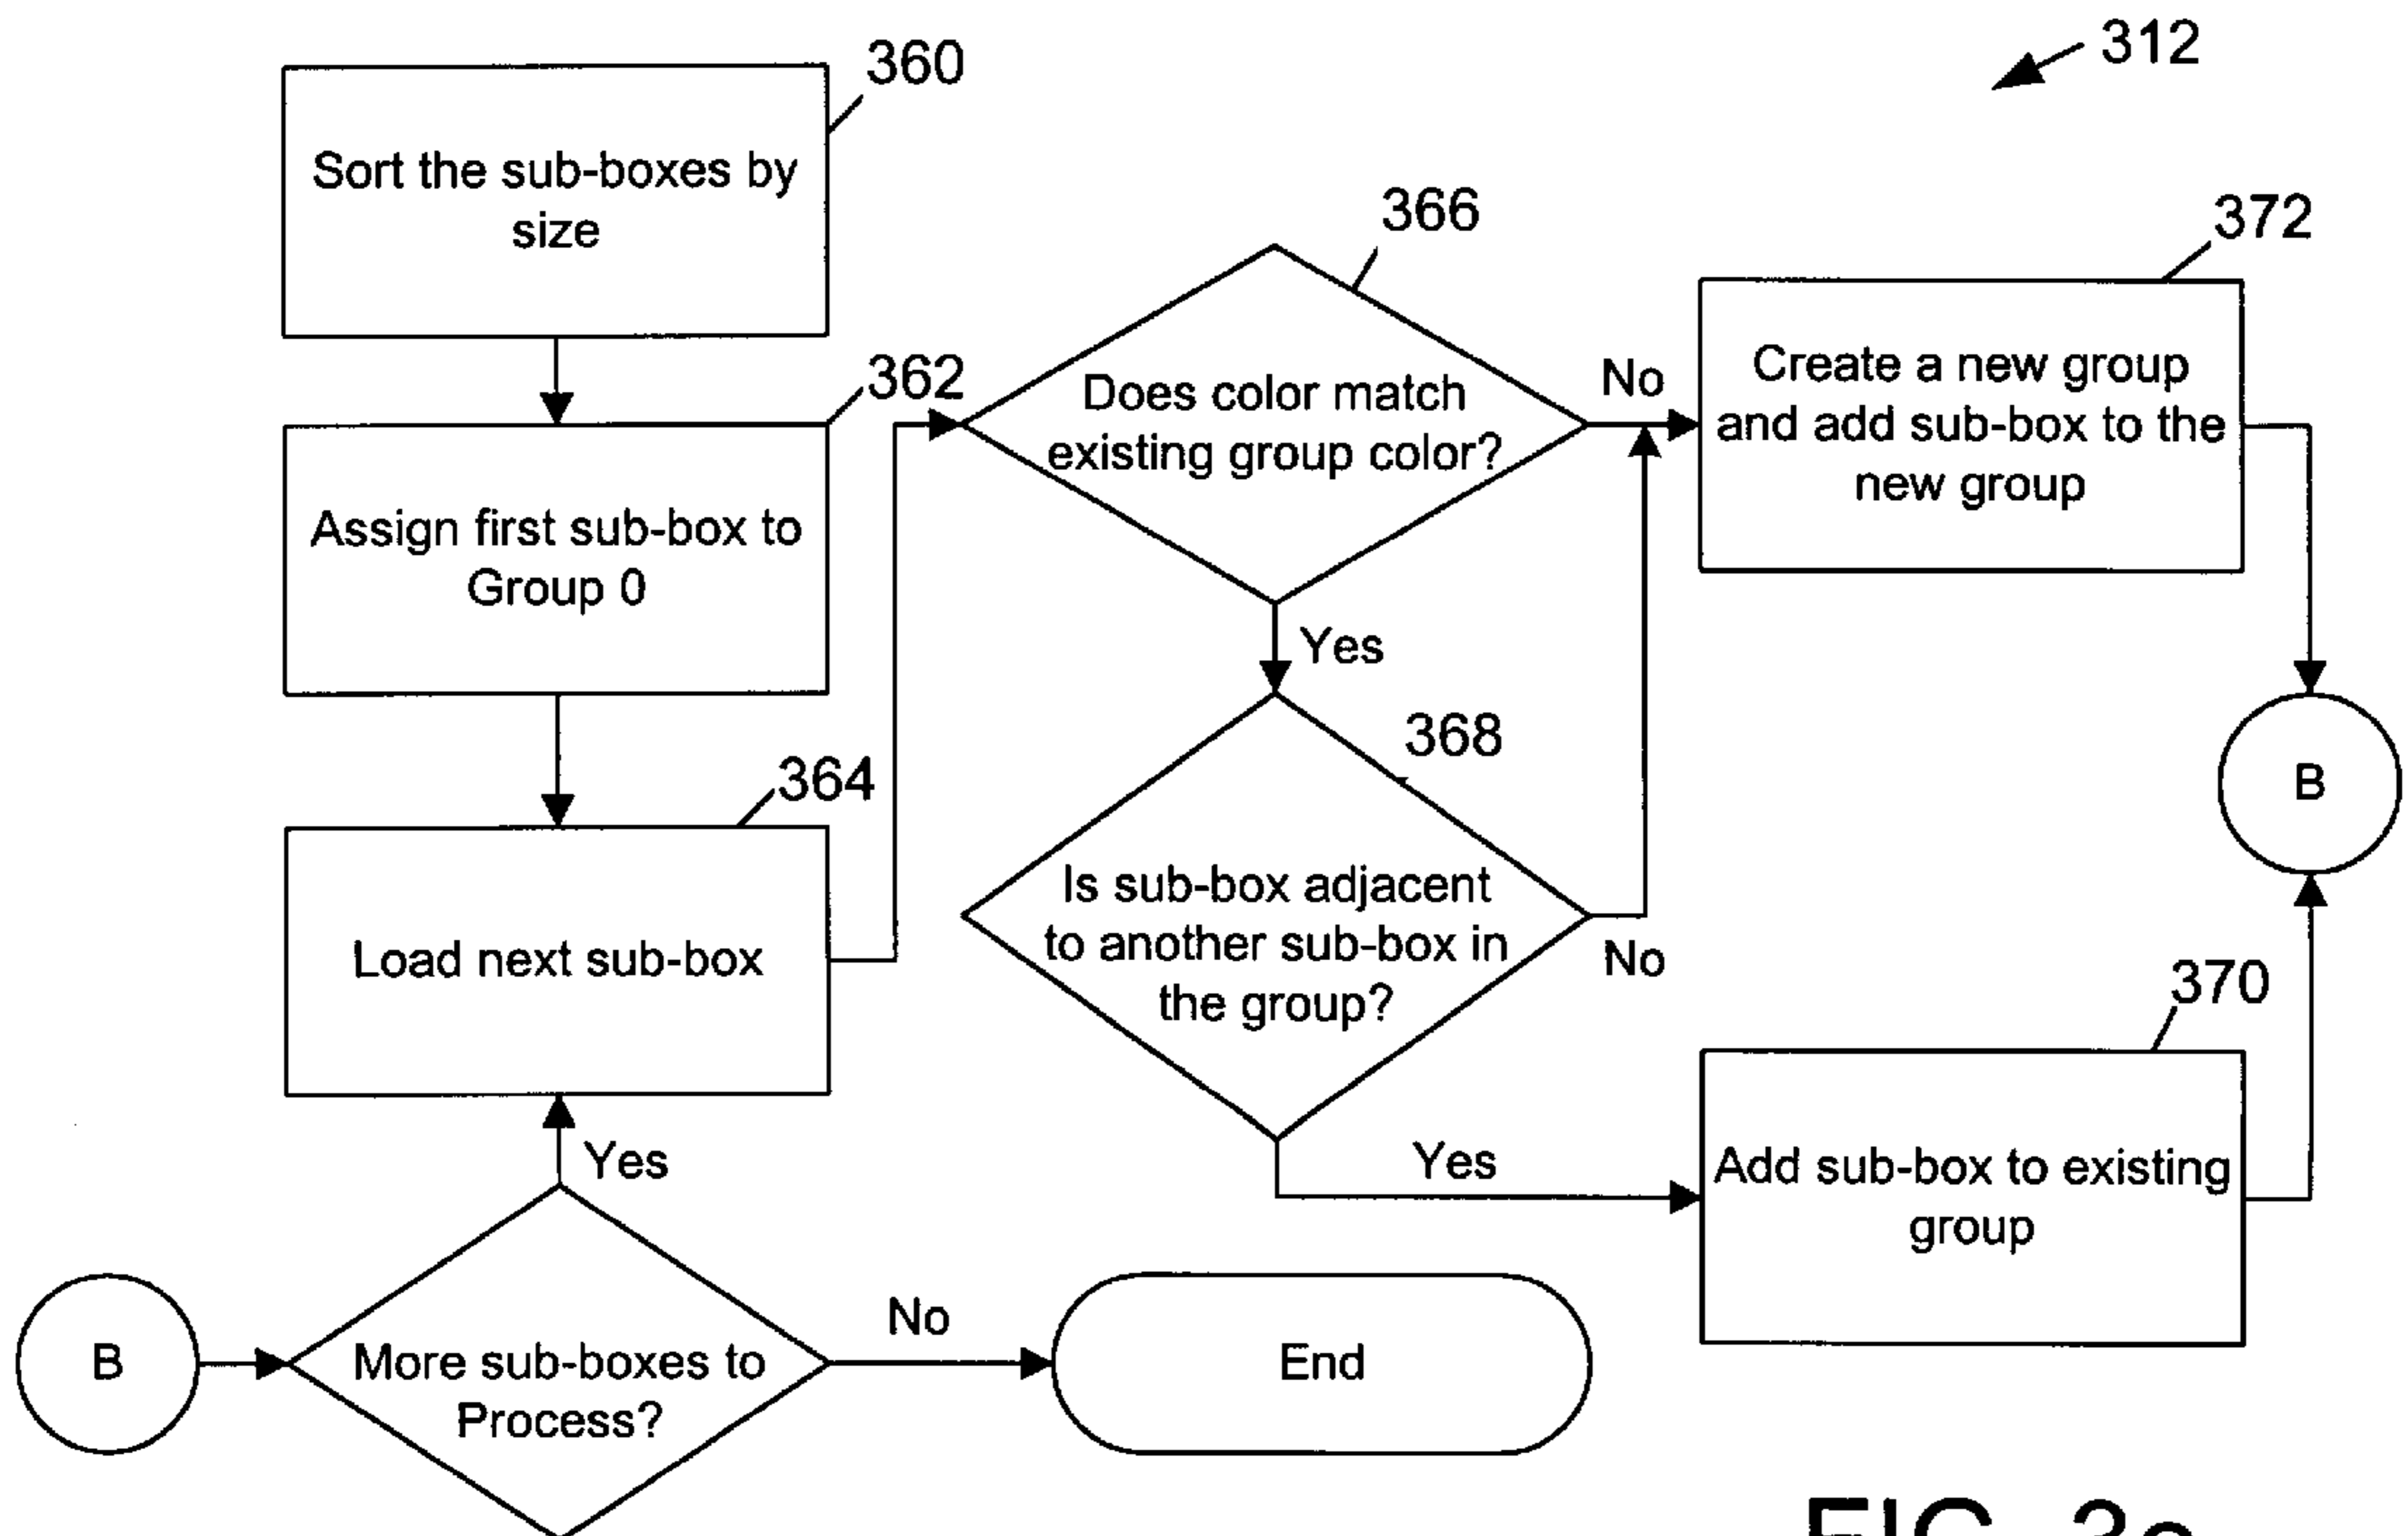 312
360
Sort the sub-boxes by
size
362
Assign first sub-box to
Group 0
364
Load next sub-box
366
Does color match
existing group color?
No
Yes
372
Create a new group
and add sub-box to the
new group
368
Is sub-box adjacent
to another sub-box in
the group?
No
Yes
370
Add sub-box to existing
group
B
B
More sub-boxes to
Process?
Yes
No
End
FIG.